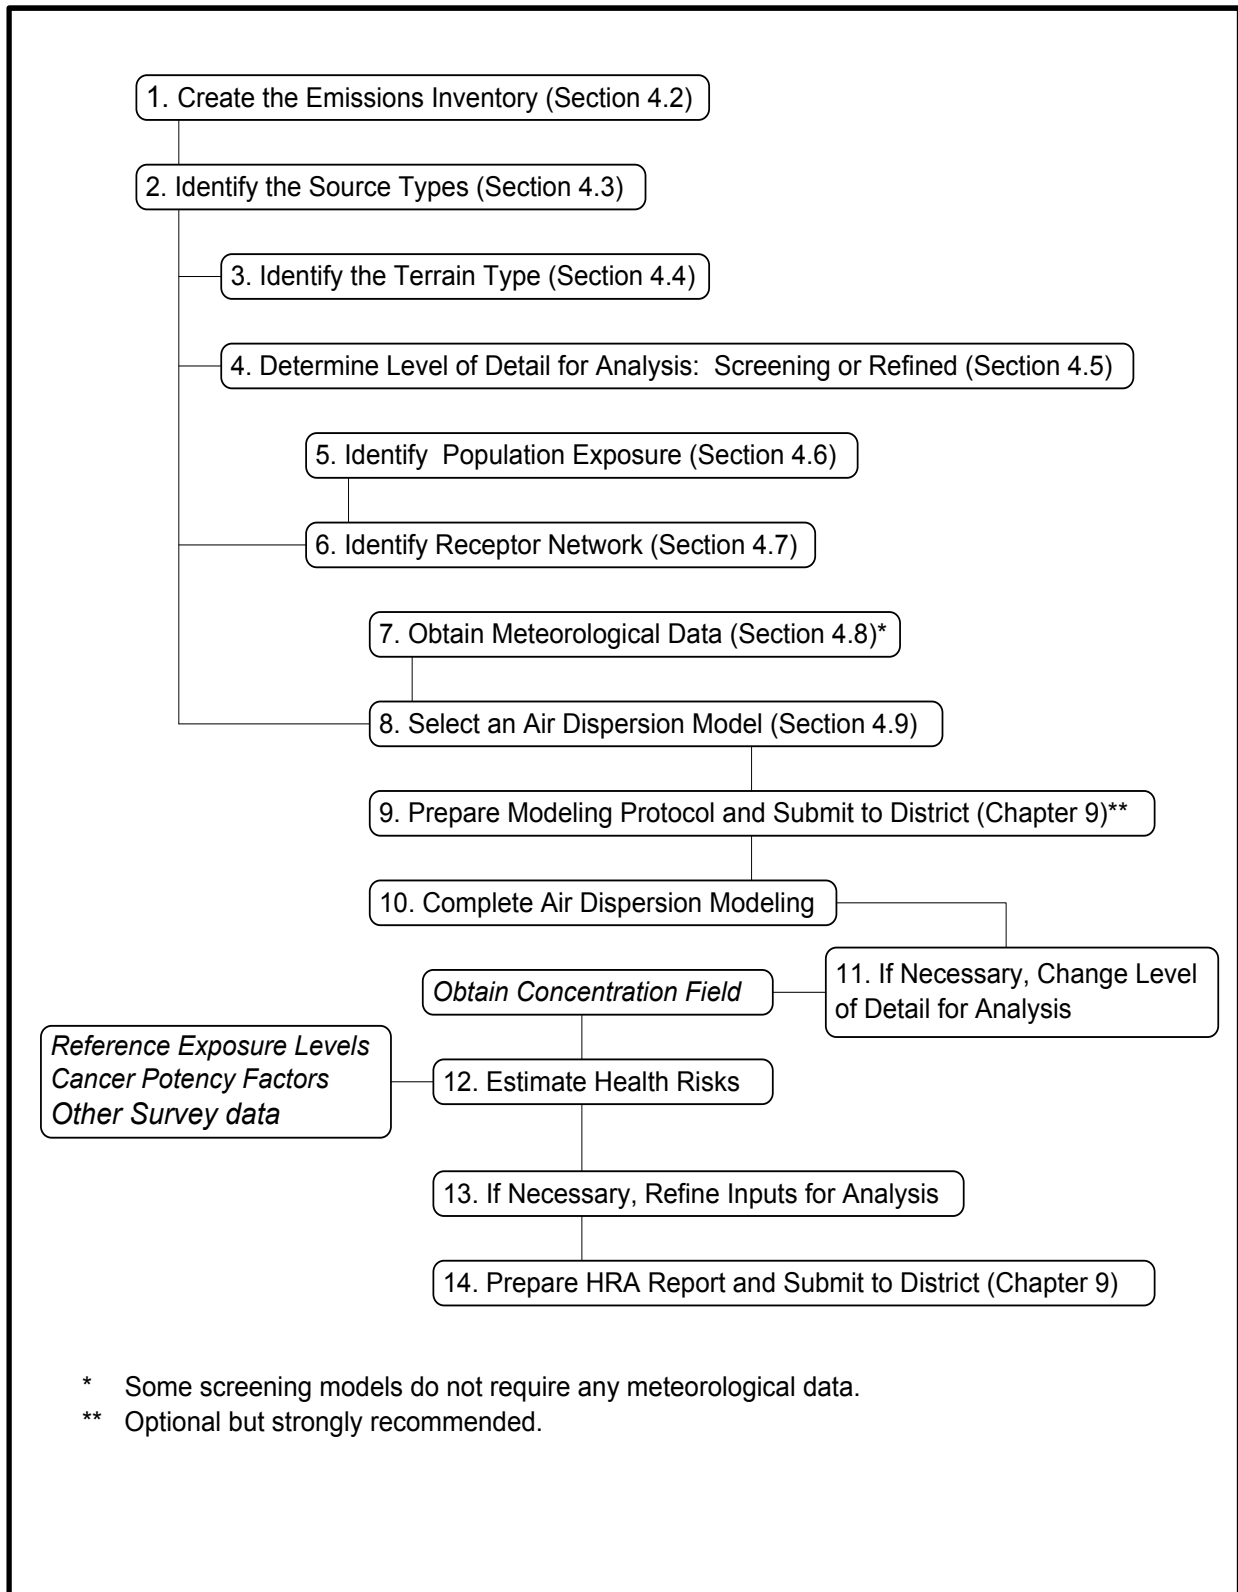 1. Create the Emissions Inventory (Section 4.2)
2. Identify the Source Types (Section 4.3)
3. Identify the Terrain Type (Section 4.4)
4. Determine Level of Detail for Analysis:  Screening or Refined (Section 4.5)
5. Identify  Population Exposure (Section 4.6)
6. Identify Receptor Network (Section 4.7)
7. Obtain Meteorological Data (Section 4.8)*
8. Select an Air Dispersion Model (Section 4.9)
9. Prepare Modeling Protocol and Submit to District (Chapter 9)**
10. Complete Air Dispersion Modeling
11. If Necessary, Change Level
of Detail for Analysis
Obtain Concentration Field
Reference Exposure Levels
Cancer Potency Factors
Other Survey data
12. Estimate Health Risks
13. If Necessary, Refine Inputs for Analysis
14. Prepare HRA Report and Submit to District (Chapter 9)
* Some screening models do not require any meteorological data.
** Optional but strongly recommended.